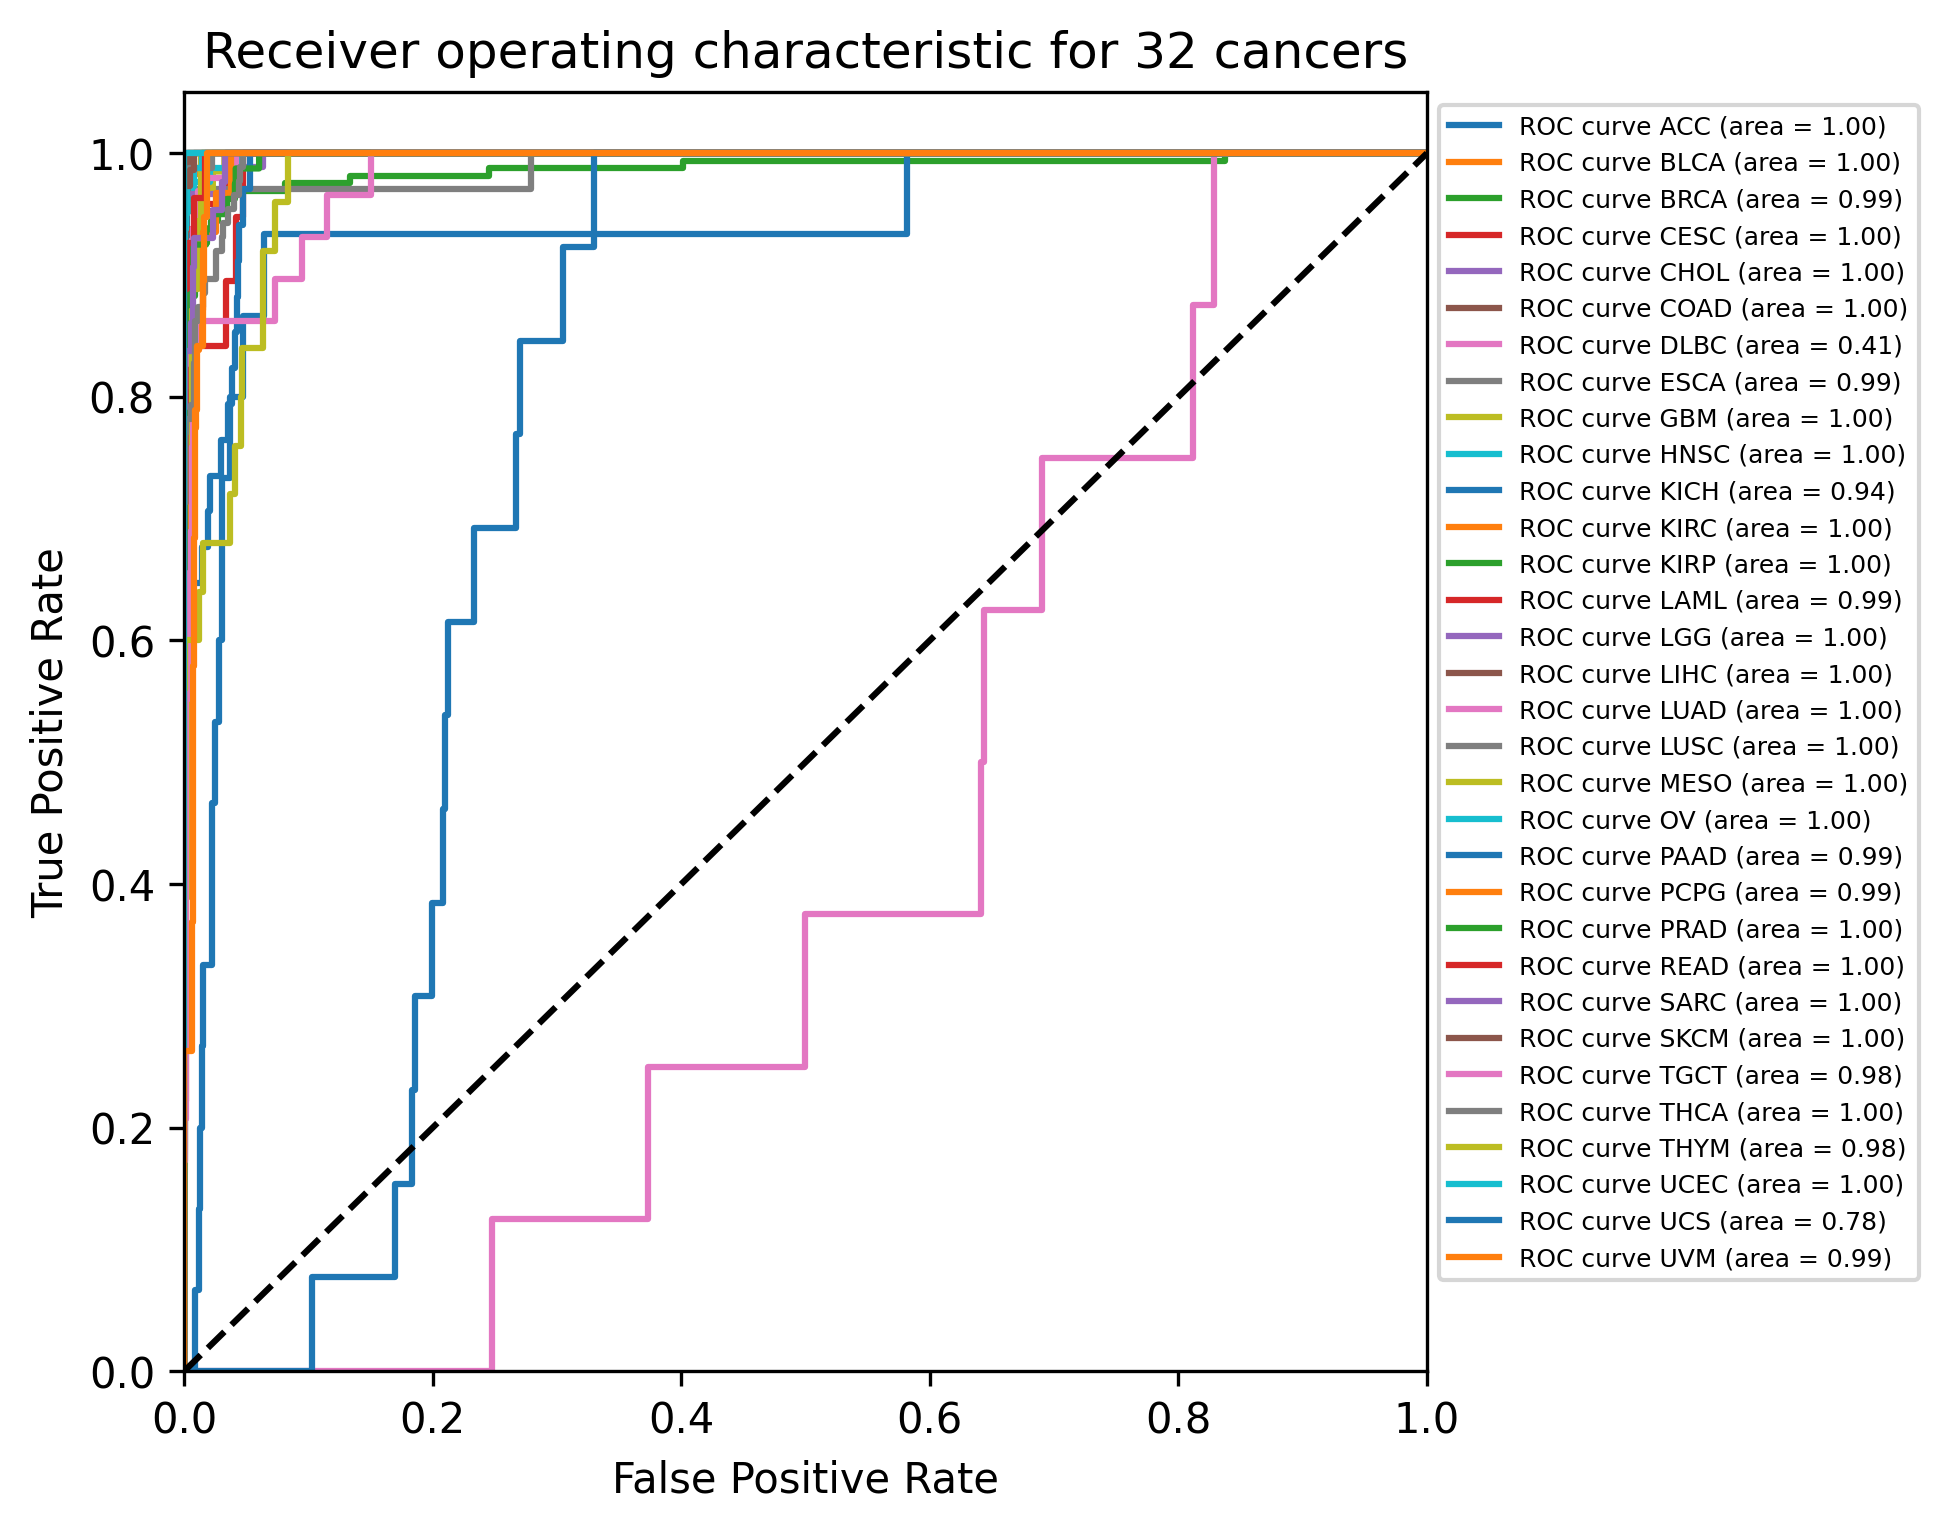 Receiver operating characteristic for 32 cancers
1.0
0.8
0.6
0.4
0.2
0.0
True Positive Rate
0.0 0.2 0.4 0.6 0.8 1.0
False Positive Rate
ROC curve ACC (area = 1.00)
ROC curve BLCA (area = 1.00)
ROC curve BRCA (area = 0.99)
ROC curve CESC (area = 1.00)
ROC curve CHOL (area = 1.00)
ROC curve COAD (area = 1.00)
ROC curve DLBC (area = 0.41)
ROC curve ESCA (area = 0.99)
ROC curve GBM (area = 1.00)
ROC curve HNSC (area = 1.00)
ROC curve KICH (area = 0.94)
ROC curve KIRC (area = 1.00)
ROC curve KIRP (area = 1.00)
ROC curve LAML (area = 0.99)
ROC curve LGG (area = 1.00)
ROC curve LIHC (area = 1.00)
ROC curve LUAD (area = 1.00)
ROC curve LUSC (area = 1.00)
ROC curve MESO (area = 1.00)
ROC curve OV (area = 1.00)
ROC curve PAAD (area = 0.99)
ROC curve PCPG (area = 0.99)
ROC curve PRAD (area = 1.00)
ROC curve READ (area = 1.00)
ROC curve SARC (area = 1.00)
ROC curve SKCM (area = 1.00)
ROC curve TGCT (area = 0.98)
ROC curve THCA (area = 1.00)
ROC curve THYM (area = 0.98)
ROC curve UCEC (area = 1.00)
ROC curve UCS (area = 0.78)
ROC curve UVM (area = 0.99)